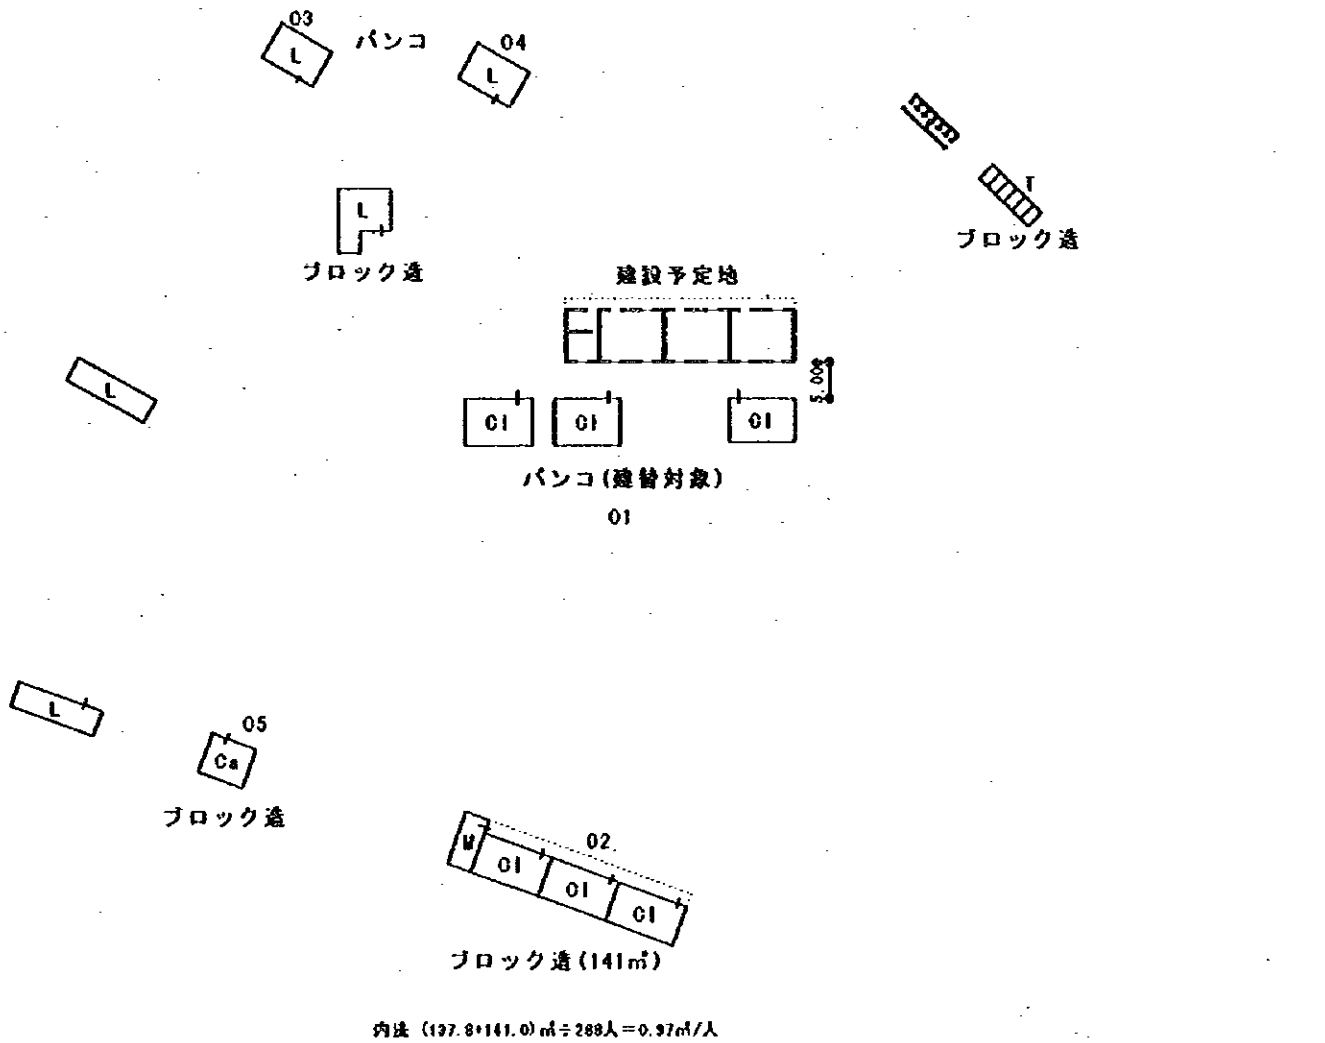 03
L
バンコ
04
L
T
ブロック造
L
ブロック造
建設予定地
L
5.00
Cl
Cl
Cl
バンコ(建替対象)
01
L
05
Ca
ブロック造
02
M
Cl
Cl
Cl
ブロック造(141㎡)
内法 (137.8+141.0)㎡÷288人=0.97㎡/人